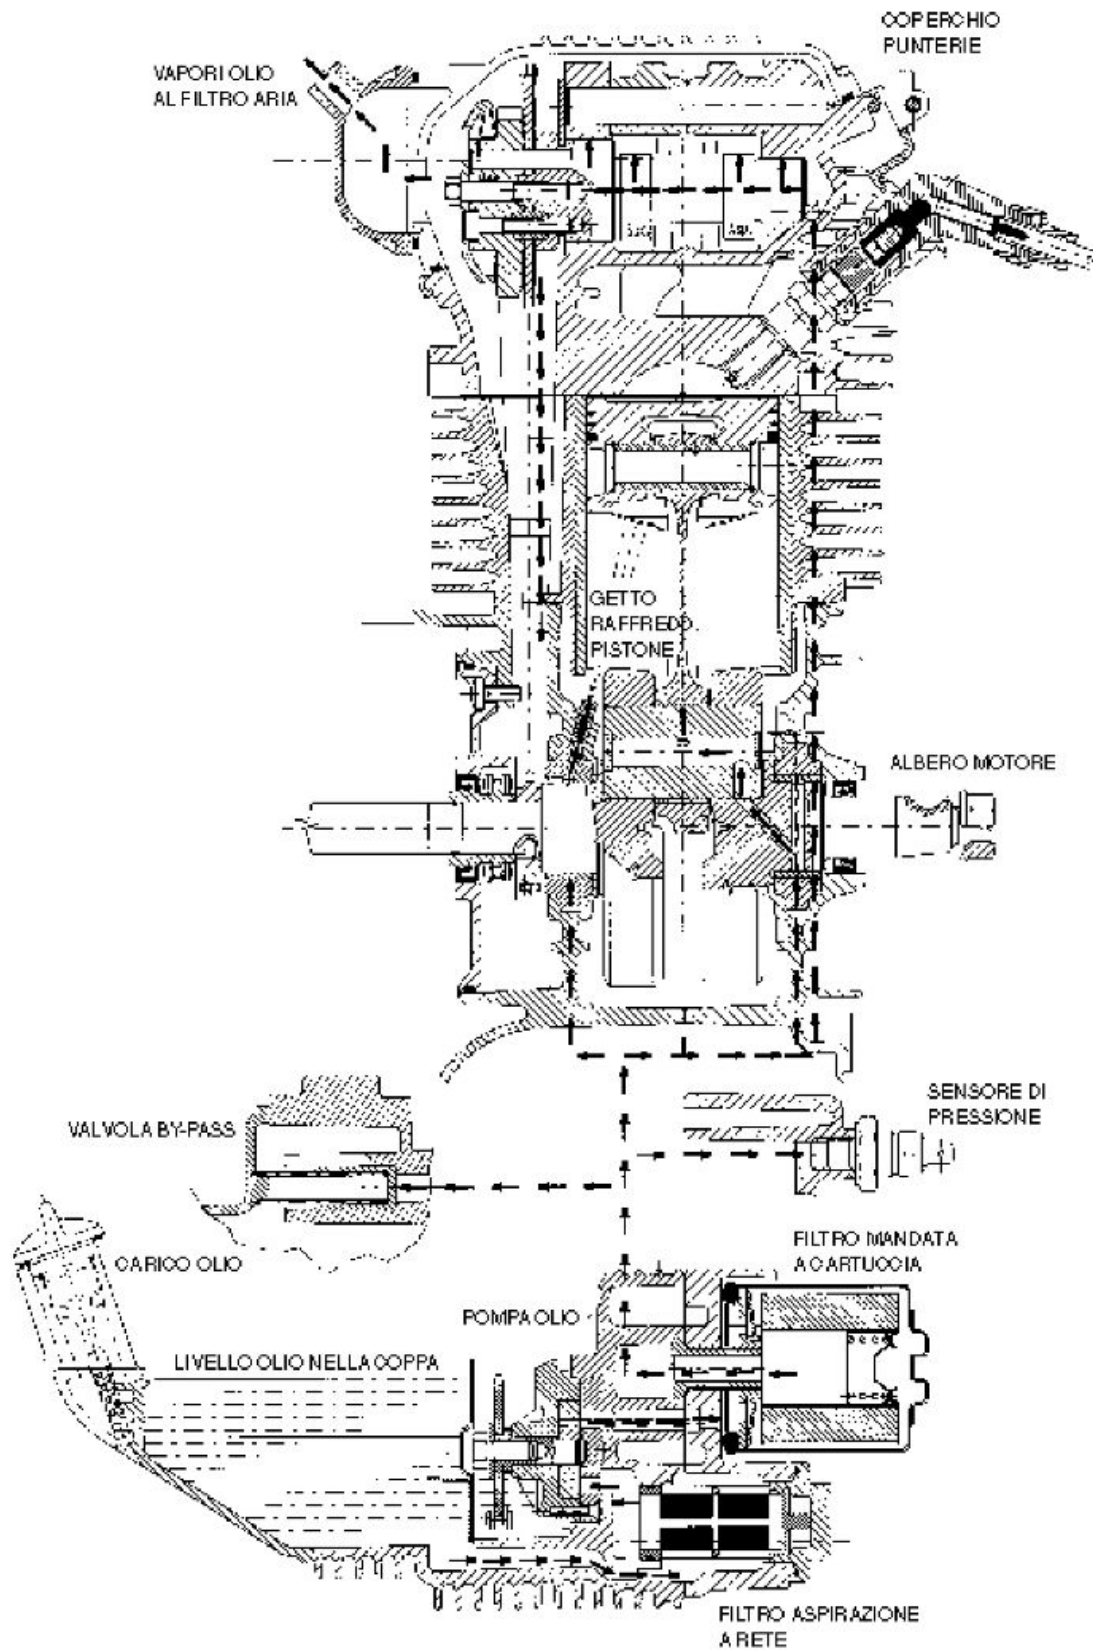 COPERCHIO
PUNTERIE
VAPORI OLIO
AL FILTRO ARIA
GETTO
RAFFREDD.
PISTONE
ALBERO MOTORE
SENSORE DI
PRESSIONE
VALVOLA BY-PASS
FILTRO MANDATA
A CARTUCCIA
CARICO OLIO
POMPA OLIO
LIVELLO OLIO NELLA COPPA
FILTRO ASPIRAZIONE
A RETE